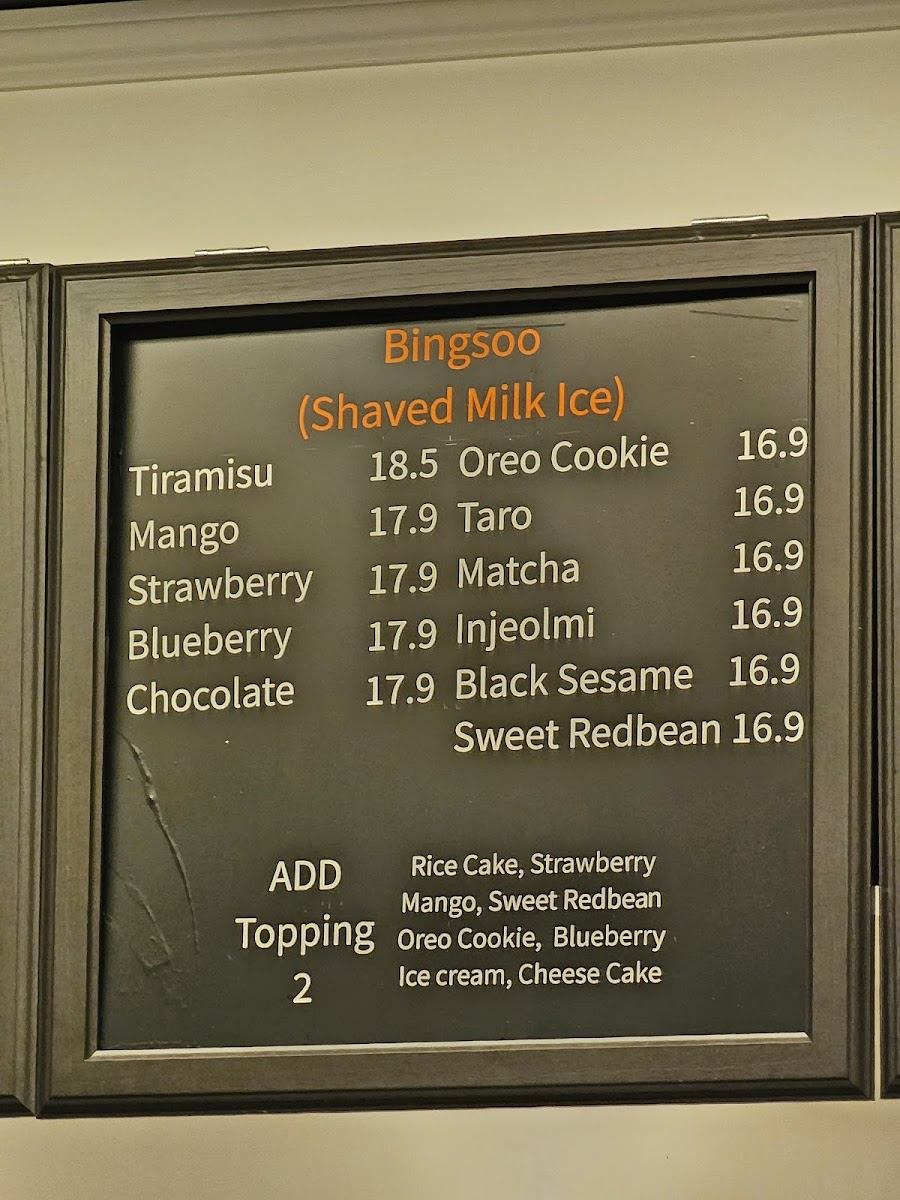 Bingsoo
(Shaved Milk Ice)
Tiramisu 18.5 Oreo Cookie 16.9
Mango 17.9 Taro 16.9
Strawberry 17.9 Matcha 16.9
Blueberry 17.9 Injeolmi 16.9
Chocolate 17.9 Black Sesame 16.9
Sweet Redbean 16.9
ADD
Topping
2
Rice Cake, Strawberry
Mango, Sweet Redbean
Oreo Cookie, Blueberry
Ice cream, Cheese Cake